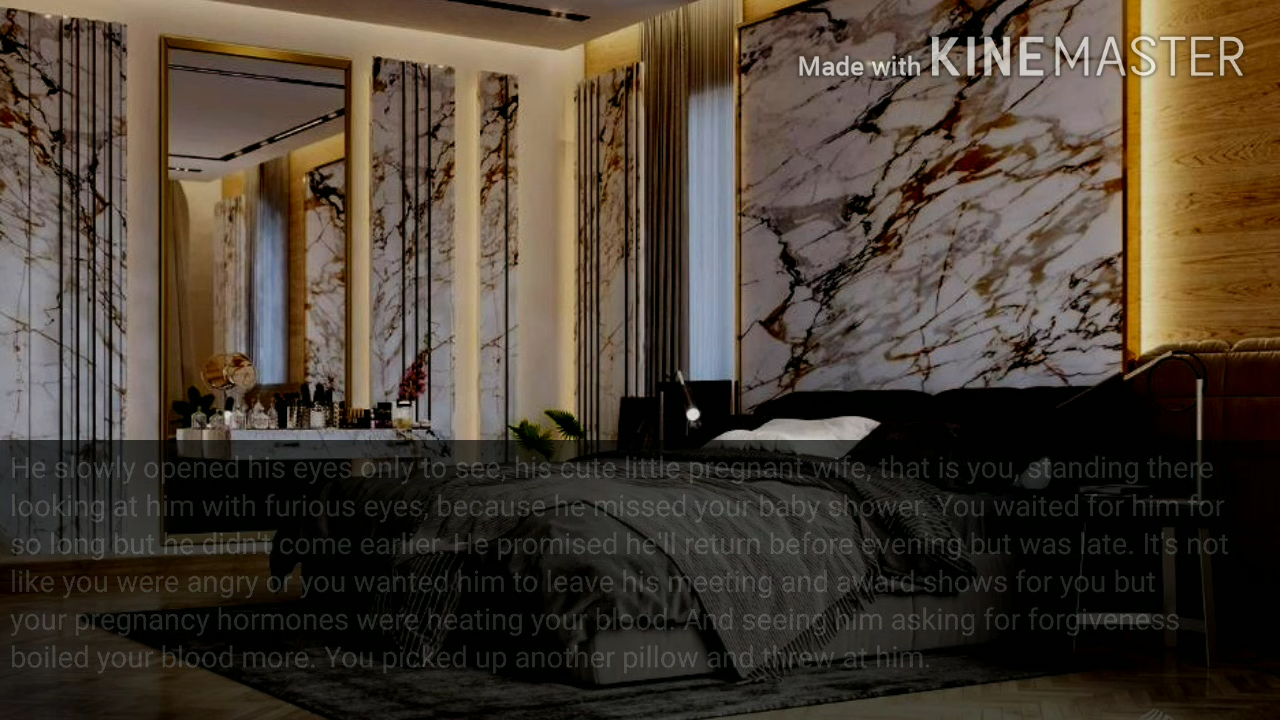 Made with KINEMASTER
He slowly opened his eyes only to see, his cute little pregnant wife, that is you, standing there
looking at him with furious eyes, because he missed your baby shower. You waited for him for
so long but he didn't come earlier. He promised he'll return before evening but was late. It's not
like you were angry or you wanted him to leave his meeting and award shows for you but
your pregnancy hormones were heating your blood. And seeing him asking for forgiveness
boiled your blood more. You picked up another pillow and threw at him.